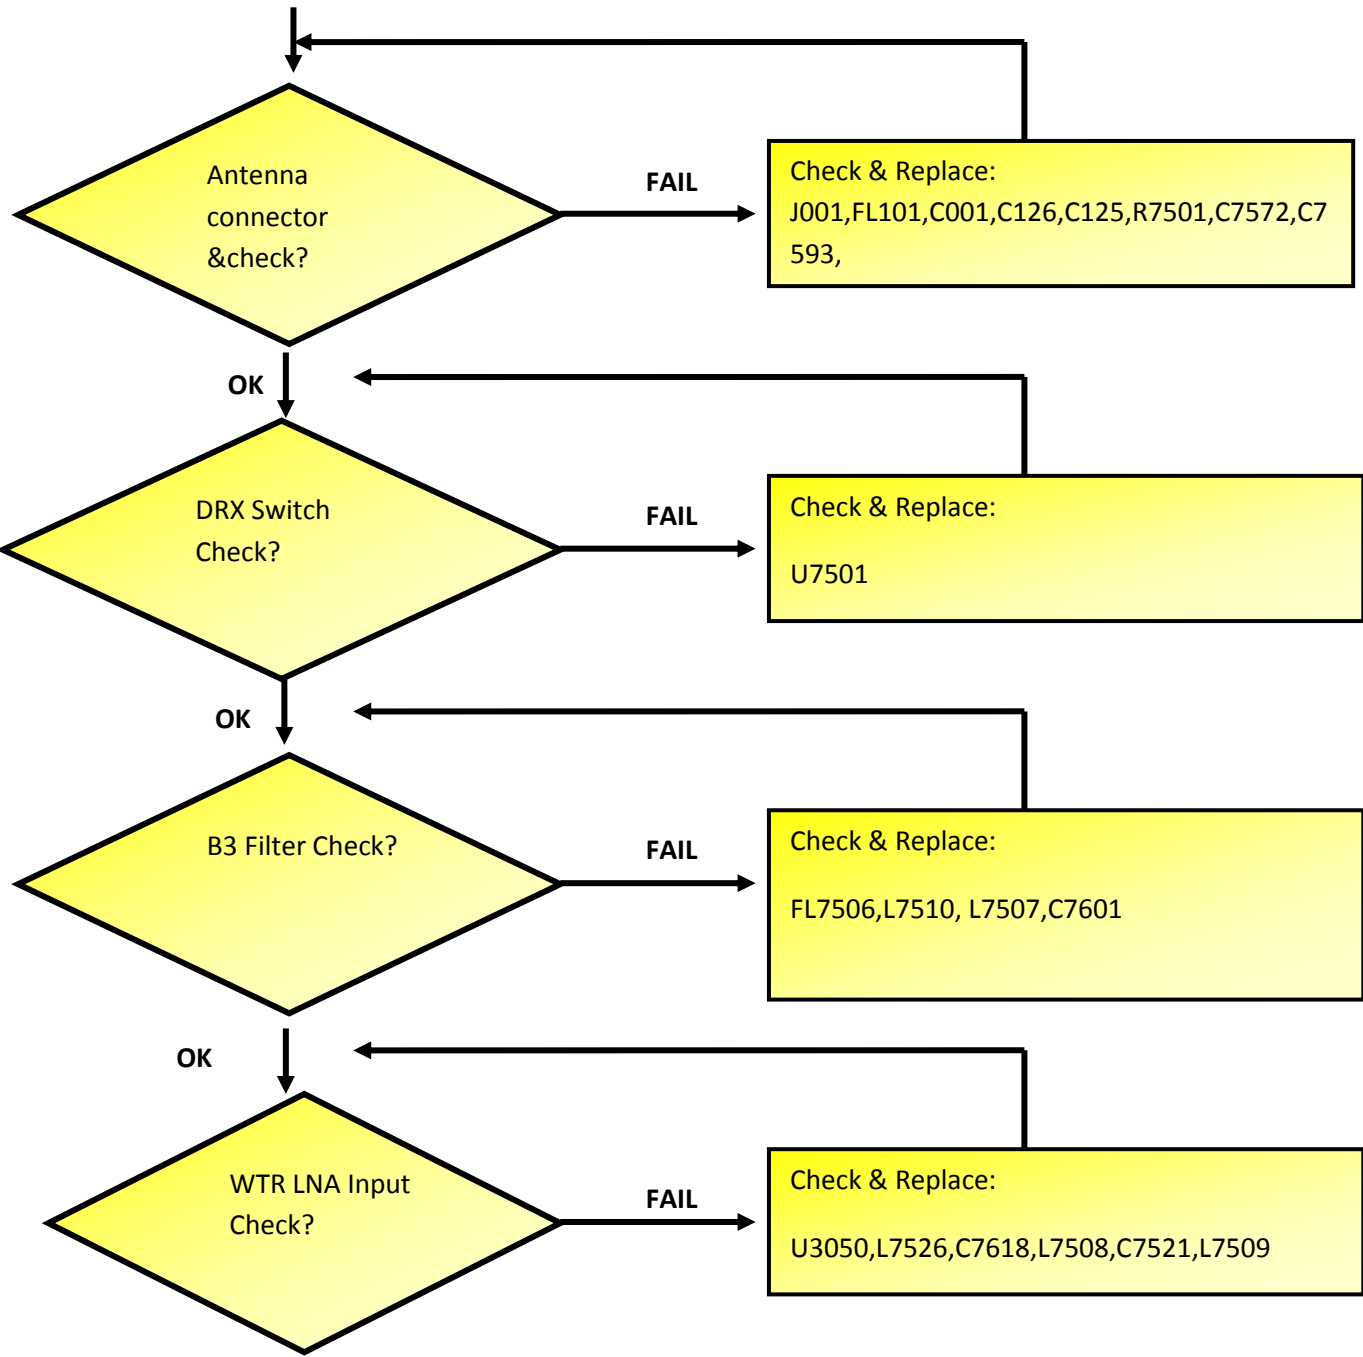 Antenna
connector
&check?
FAIL
Check & Replace:
J001,FL101,C001,C126,C125,R7501,C7572,C7
593,
OK
DRX Switch
Check?
FAIL
Check & Replace:
U7501
OK
B3 Filter Check?
FAIL
Check & Replace:
FL7506,L7510, L7507,C7601
OK
WTR LNA Input
Check?
FAIL
Check & Replace:
U3050,L7526,C7618,L7508,C7521,L7509